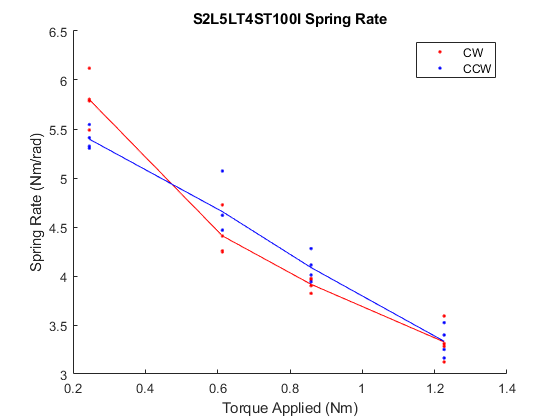 S2L5LT4ST100I Spring Rate
6.5
CW
CCW
6
5.5
5
4.5
4
3.5
3
Spring Rate (Nm/rad)
0.2 0.4 0.6 0.8 1 1.2 1.4
Torque Applied (Nm)